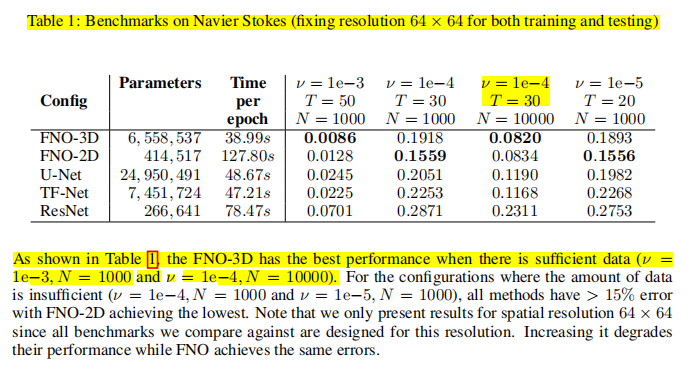 Table 1: Benchmarks on Navier Stokes (fixing resolution 64 × 64 for both training and testing)
Parameters Time ν = 1e−3 ν = 1e−4 ν = 1e−4 ν = 1e−5
Config per T = 50 T = 30 T = 30 T = 20
epoch N = 1000 N = 1000 N = 10000 N = 1000
FNO-3D 6, 558, 537 38.99s 0.0086 0.1918 0.0820 0.1893
FNO-2D 414, 517 127.80s 0.0128 0.1559 0.0834 0.1556
U-Net 24, 950, 491 48.67s 0.0245 0.2051 0.1190 0.1982
TF-Net 7, 451, 724 47.21s 0.0225 0.2253 0.1168 0.2268
ResNet 266, 641 78.47s 0.0701 0.2871 0.2311 0.2753
As shown in Table 1, the FNO-3D has the best performance when there is sufficient data (ν =
1e−3, N = 1000 and ν = 1e−4, N = 10000). For the configurations where the amount of data
is insufficient (ν = 1e−4, N = 1000 and ν = 1e−5, N = 1000), all methods have > 15% error
with FNO-2D achieving the lowest. Note that we only present results for spatial resolution 64 × 64
since all benchmarks we compare against are designed for this resolution. Increasing it degrades
their performance while FNO achieves the same errors.